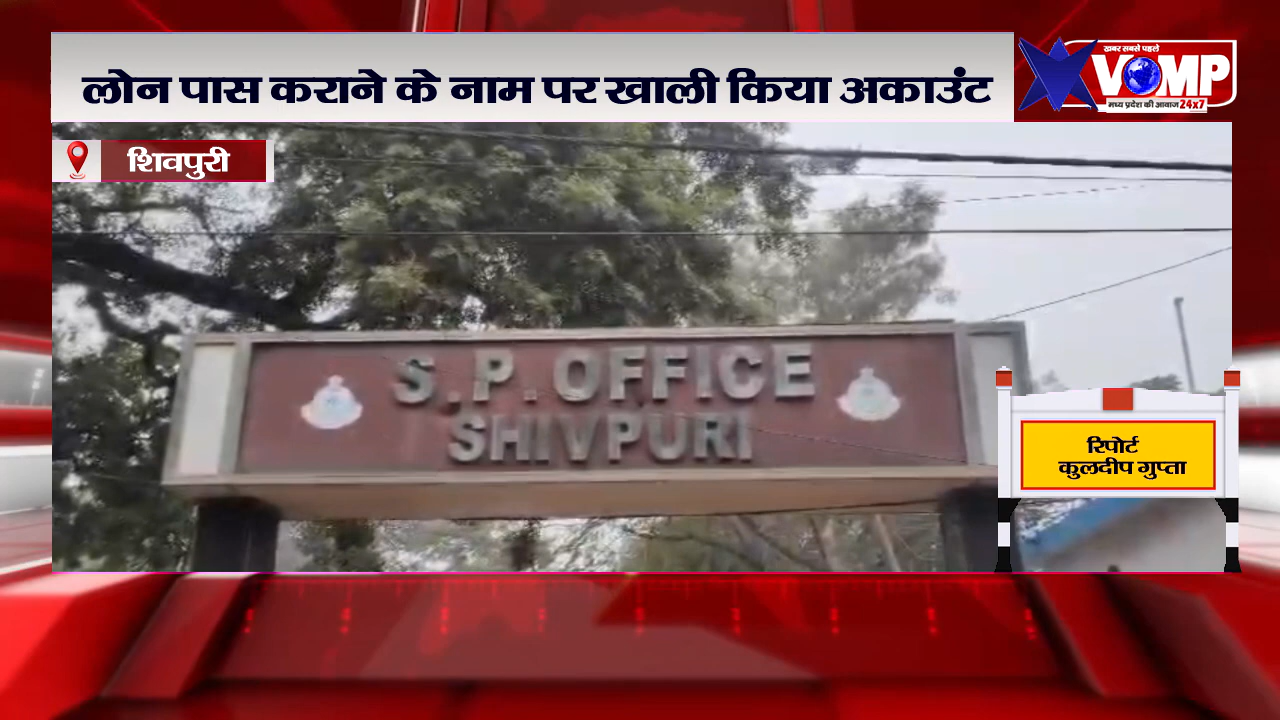 लोन पास कराने के नाम पर खाली किया अकाउंट
खबर सबसे पहले
VOMP
मध्य प्रदेश की आवाज 24x7
शिवपुरी
S.P. OFFICE
SHIVPURI
रिपोर्ट
कुलदीप गुप्ता